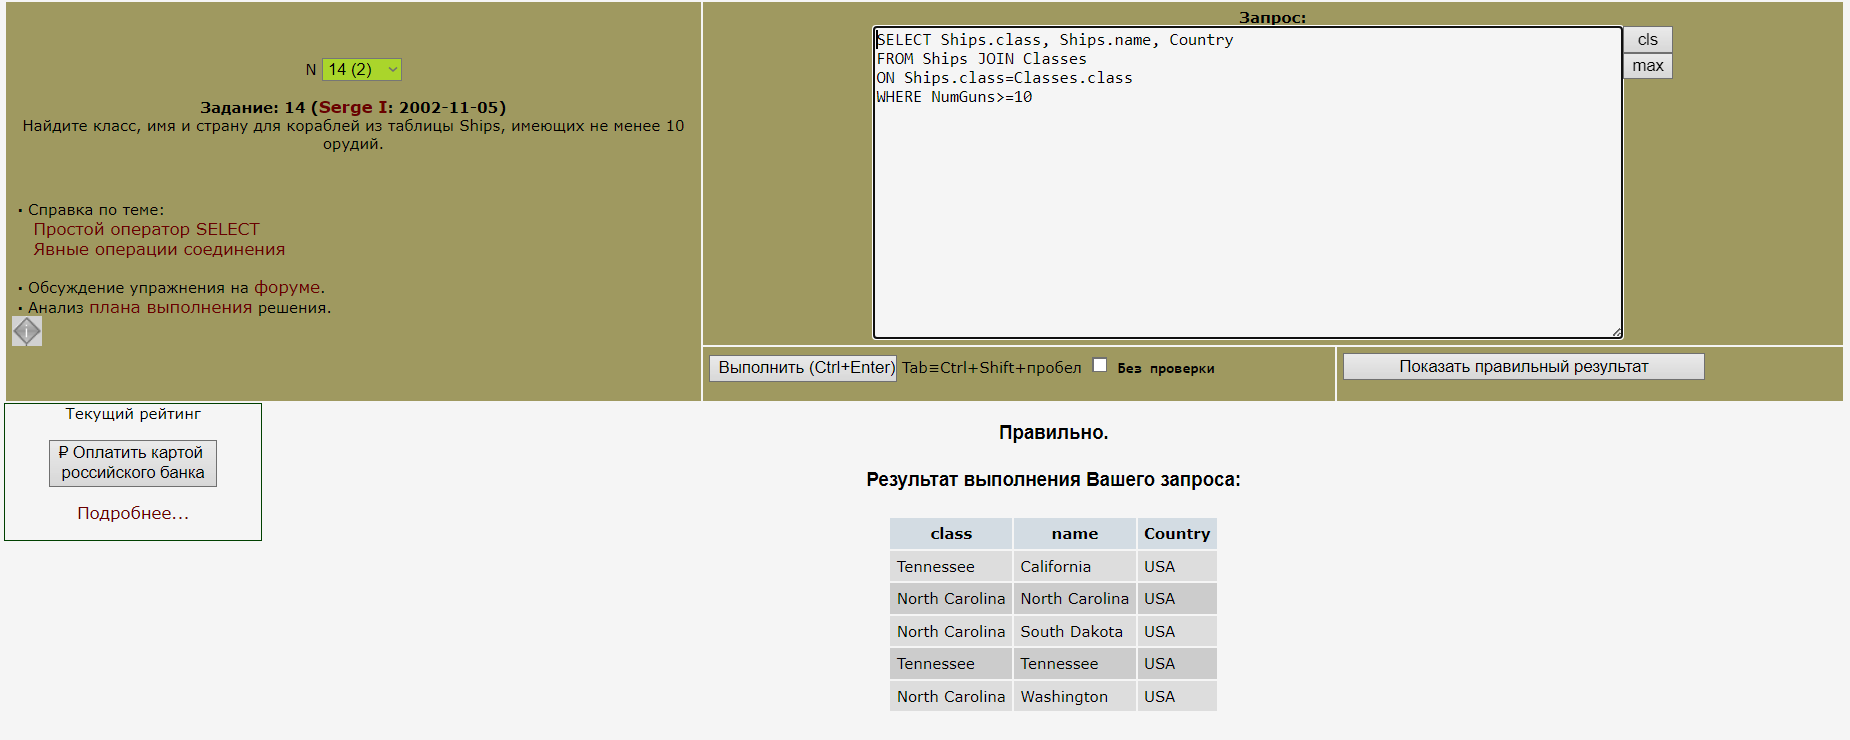 N 14 (2)
Задание: 14 (Serge I: 2002-11-05)
Найдите класс, имя и страну для кораблей из таблицы Ships, имеющих не менее 10
орудий.
• Справка по теме:
Простой оператор SELECT
Явные операции соединения
• Обсуждение упражнения на форуме.
• Анализ плана выполнения решения.
i
Запрос:
SELECT Ships.class, Ships.name, Country
FROM Ships JOIN Classes
ON Ships.class=Classes.class
WHERE NumGuns>=10
cls
max
Выполнить (Ctrl+Enter) Tab≡Ctrl+Shift+пробел Без проверки
Показать правильный результат
Текущий рейтинг
₽ Оплатить картой
российского банка
Подробнее...
Правильно.
Результат выполнения Вашего запроса:
class name Country
Tennessee California USA
North Carolina North Carolina USA
North Carolina South Dakota USA
Tennessee Tennessee USA
North Carolina Washington USA